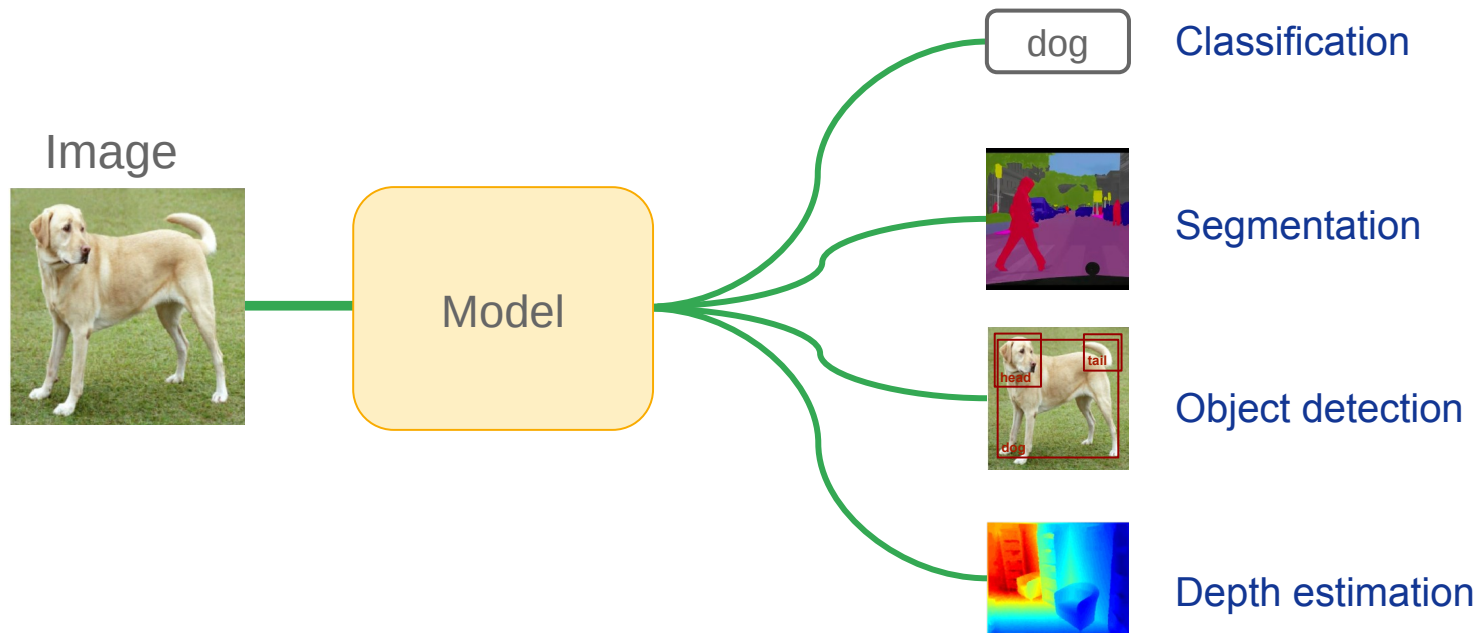 Image
Model
dog
Classification
Segmentation
head
tail
dog
Object detection
Depth estimation